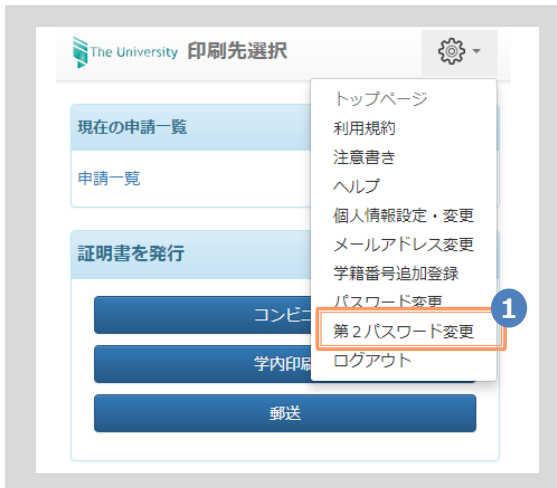 The University 印刷先選択
トップページ
利用規約
注意書き
ヘルプ
個人情報設定・変更
メールアドレス変更
学籍番号追加登録
パスワード変更
第2パスワード変更
ログアウト
1
現在の申請一覧
申請一覧
証明書を発行
コンビニ
学内印刷
郵送